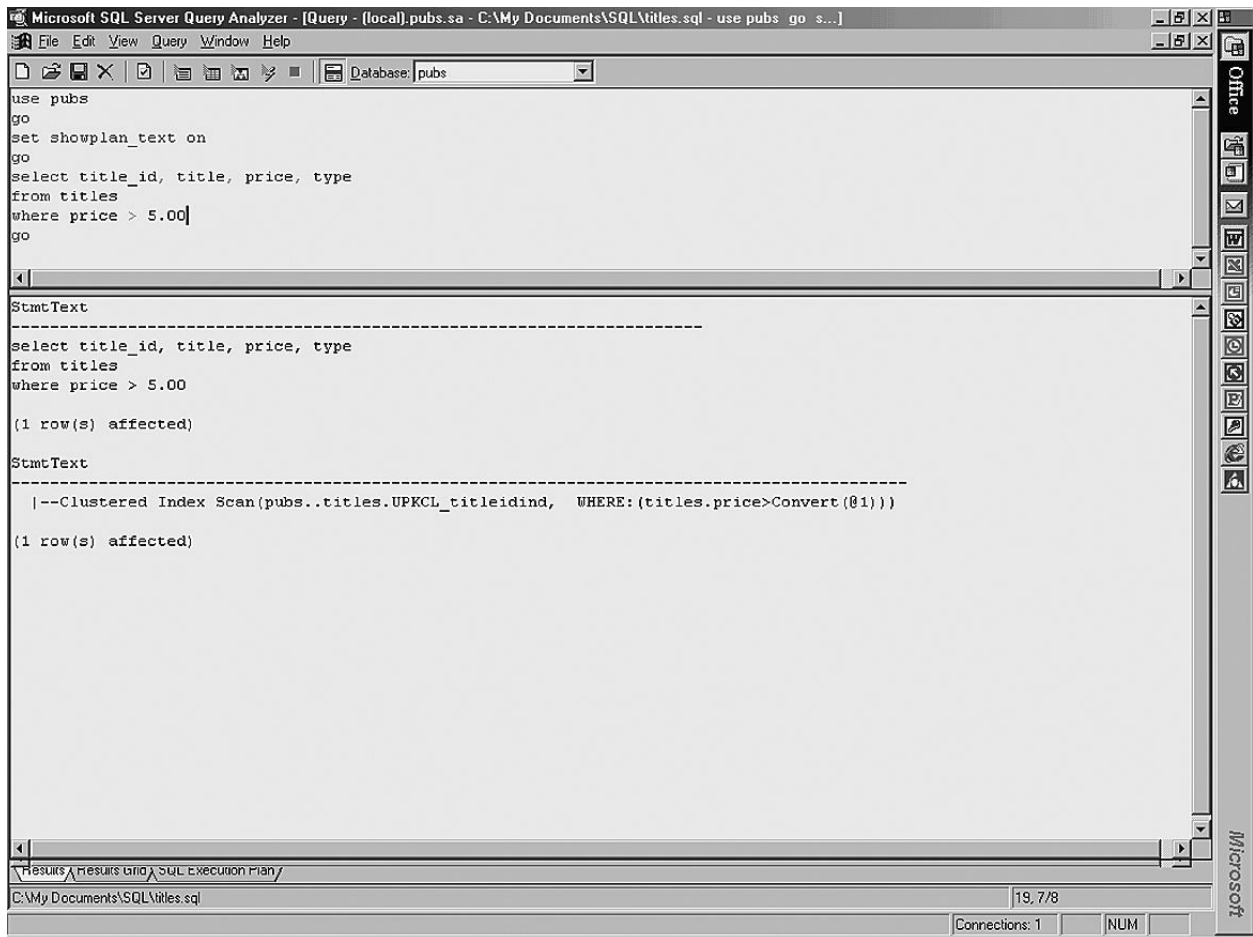 Microsoft SQL Server Query Analyzer - [Query - (local).pubs.sa - C:\My Documents\SQL\titles.sql - use pubs go s...]
File Edit View Query Window Help
Database: pubs
use pubs
go
set showplan_text on
go
select title_id, title, price, type
from titles
where price > 5.00
go
StmtText
------------------------------------------------------------------------
select title_id, title, price, type
from titles
where price > 5.00
(1 row(s) affected)
StmtText
---------------------------------------------------------------------------------------------
|--Clustered Index Scan(pubs..titles.UPKCL_titleidind, WHERE:(titles.price>Convert(@1)))
(1 row(s) affected)
Results Results Grid SQL Execution Plan
C:\My Documents\SQL\titles.sql
19, 7/8
Connections: 1
NUM
Office
Microsoft